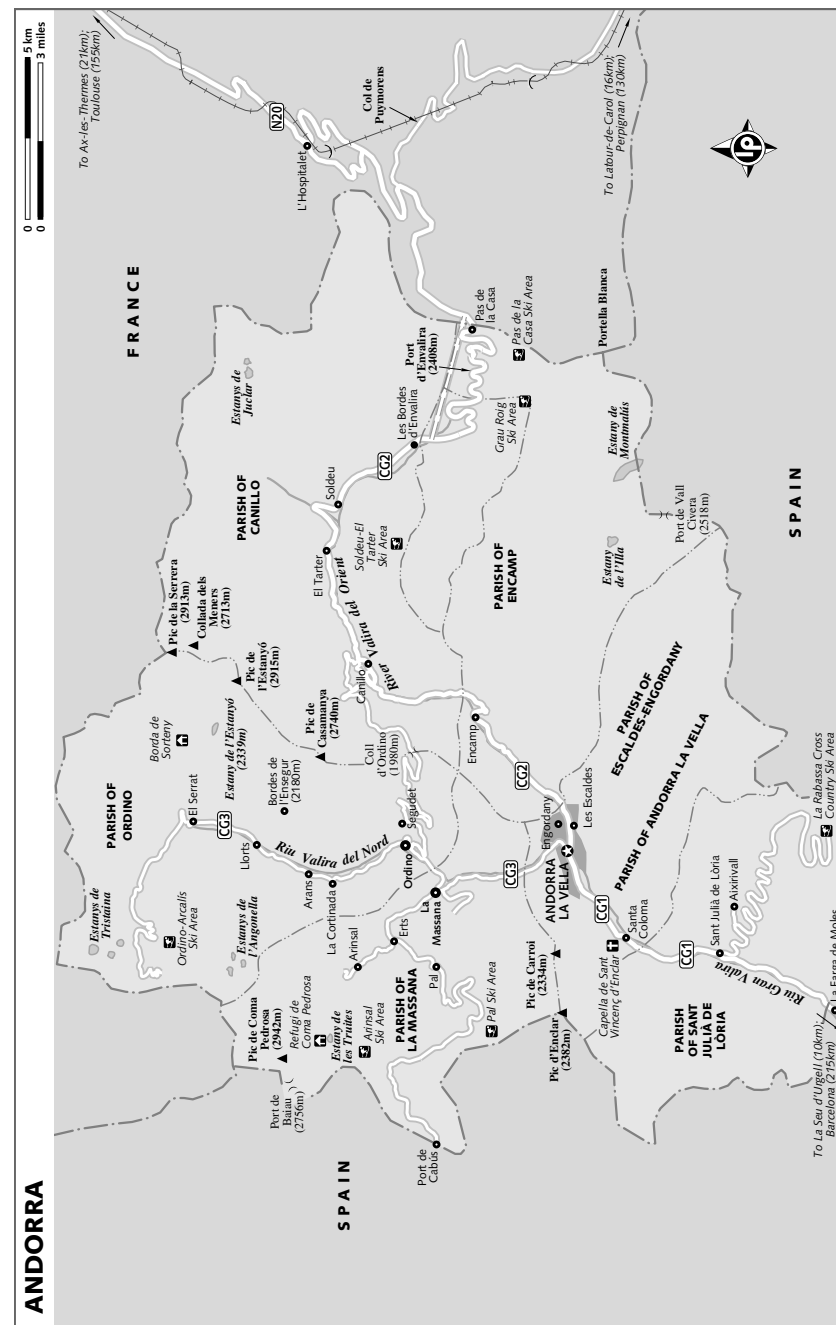 ANDORRA
0 5 km
0 3 miles
To Ax-les-Thermes (21km);
Toulouse (155km)
FRANCE
N20
L'Hospitalet
Col de
Puymorens
To Latour-de-Carol (16km);
Perpignan (130km)
lp
Pic de la Serrera
(2913m)
Collada dels
Meners
(2713m)
Estanys de
Juclar
PARISH OF
CANILLO
Pic de
l'Estanyó
(2915m)
Borda de
Sorteny
Estany de l'Estanyó
(2339m)
PARISH OF
ORDINO
El Serrat
CG3
Estanys de
Tristaina
Ordino-Arcalís
Ski Area
Llorts
Bordes de
l'Ensegur
(2180m)
Pic de
Casamanya
(2740m)
El Tarter
Soldeu
CG2
Les Bordes
d'Envalira
Port
d'Envalira
(2408m)
Pas de
la Casa
Pas de la
Casa Ski Area
Grau Roig
Ski Area
Soldeu-El
Tarter
Ski Area
Valira del Orient
River
Canillo
Coll
d'Ordino
(1980m)
Riu Valira del Nord
Arans
La Cortinada
Estanys de
l'Angonella
Pic de Coma
Pedrosa
(2942m)
Refugi de
Coma Pedrosa
Port de
Baiau
(2756m)
Estany de
les Truites
Arinsal
Ski Area
Arinsal
Erts
Segudet
Ordino
La
Massana
Pal
PARISH OF
LA MASSANA
SPAIN
Port de
Cabús
Pal Ski Area
CG3
Encamp
CG2
PARISH OF
ENCAMP
Portella Blanca
Estany de
Montmalús
Estany
de l'Illa
Port de Vall
Civera
(2518m)
SPAIN
Pic de Carroi
(2334m)
Pic d'Enclar
(2382m)
ANDORRA
LA VELLA
Engordany
Les Escaldes
PARISH OF
ESCALDES-ENGORDANY
PARISH OF ANDORRA LA VELLA
CG1
Capella de Sant
Vincenç d'Enclar
Santa
Coloma
PARISH
OF SANT
JULIÀ DE
LÒRIA
CG1
Sant Julià de Lòria
Aixirivall
Riu Gran Valira
La Rabassa Cross
Country Ski Area
La Farga de Moles
To La Seu d'Urgell (10km);
Barcelona (215km)